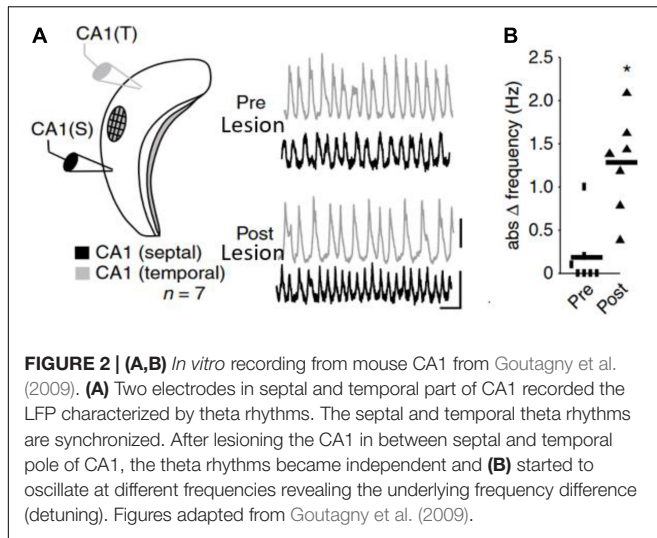 A
CA1(T)
CA1(S)
CA1 (septal)
CA1 (temporal)
n = 7
Pre
Lesion
Post
Lesion
B
abs Δ frequency (Hz)
2.5
2.0
1.5
1.0
0.5
0
*
Pre
Post
FIGURE 2 | (A,B) In vitro recording from mouse CA1 from Goutagny et al.
(2009). (A) Two electrodes in septal and temporal part of CA1 recorded the
LFP characterized by theta rhythms. The septal and temporal theta rhythms
are synchronized. After lesioning the CA1 in between septal and temporal
pole of CA1, the theta rhythms became independent and (B) started to
oscillate at different frequencies revealing the underlying frequency difference
(detuning). Figures adapted from Goutagny et al. (2009).